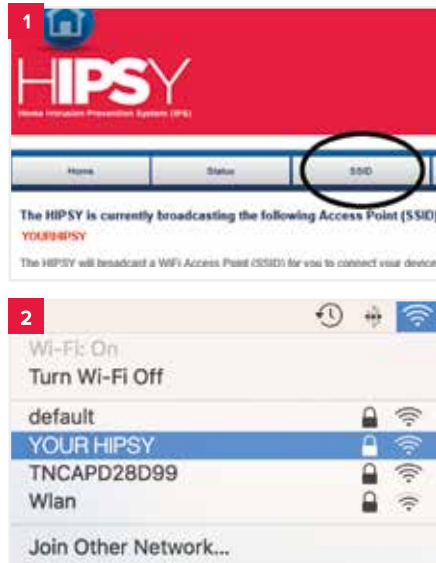 1
HIPSY
Home Intrusion Prevention System (IPS)
Home
Status
SSID
The HIPSY is currently broadcasting the following Access Point (SSID)
YOURHIPSY
The HIPSY will broadcast a WiFi Access Point (SSID) for you to connect your device
2
Wi-Fi: On
Turn Wi-Fi Off
default
YOUR HIPSY
TNCAPD28D99
Wlan
Join Other Network...